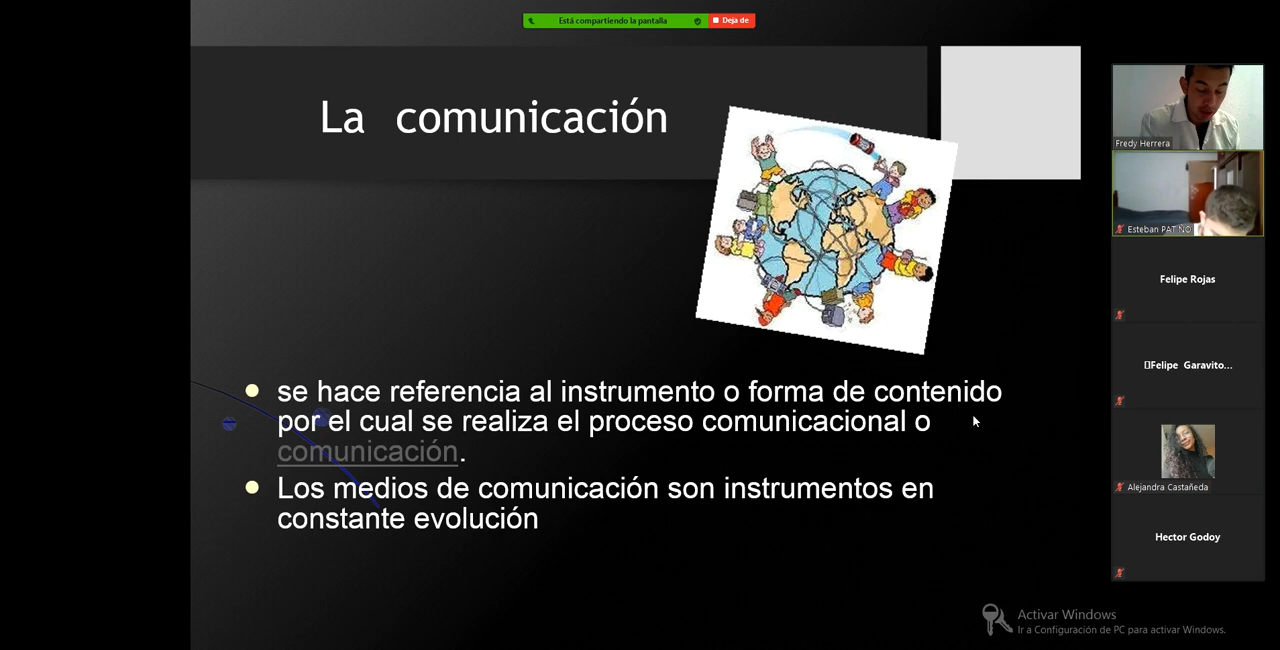 Está compartiendo la pantalla
Deja de
La comunicación
se hace referencia al instrumento o forma de contenido
por el cual se realiza el proceso comunicacional o
comunicación.
Los medios de comunicación son instrumentos en
constante evolución
Fredy Herrera
Esteban PATIÑO
Felipe Rojas
Felipe Garavito...
Alejandra Castañeda
Hector Godoy
Activar Windows
Ir a Configuración de PC para activar Windows.